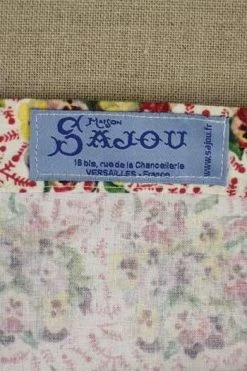 MAISON
SAJOU
18 bis, rue de la Chancellerie
VERSAILLES - France
www.sajou.fr